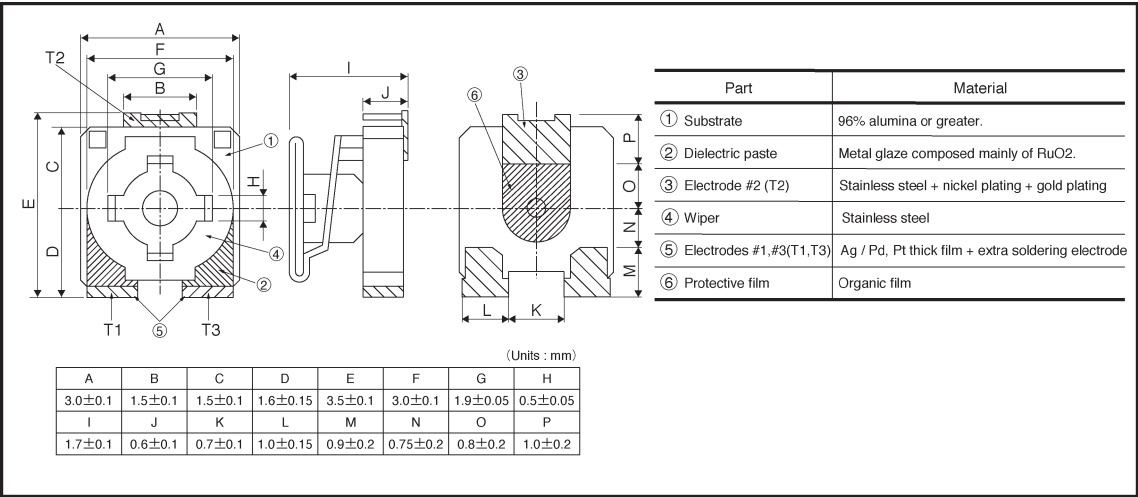 A
F
G
B
T2
①
C
E
D
H
④
②
T1
⑤
T3
I
J
③
⑥
P
O
N
M
L
K
Part Material
① Substrate 96% alumina or greater.
② Dielectric paste Metal glaze composed mainly of RuO2.
③ Electrode #2 (T2) Stainless steel + nickel plating + gold plating
④ Wiper Stainless steel
⑤ Electrodes #1,#3(T1,T3) Ag / Pd, Pt thick film + extra soldering electrode
⑥ Protective film Organic film
(Units : mm)
A B C D E F G H
3.0±0.1 1.5±0.1 1.5±0.1 1.6±0.15 3.5±0.1 3.0±0.1 1.9±0.05 0.5±0.05
I J K L M N O P
1.7±0.1 0.6±0.1 0.7±0.1 1.0±0.15 0.9±0.2 0.75±0.2 0.8±0.2 1.0±0.2